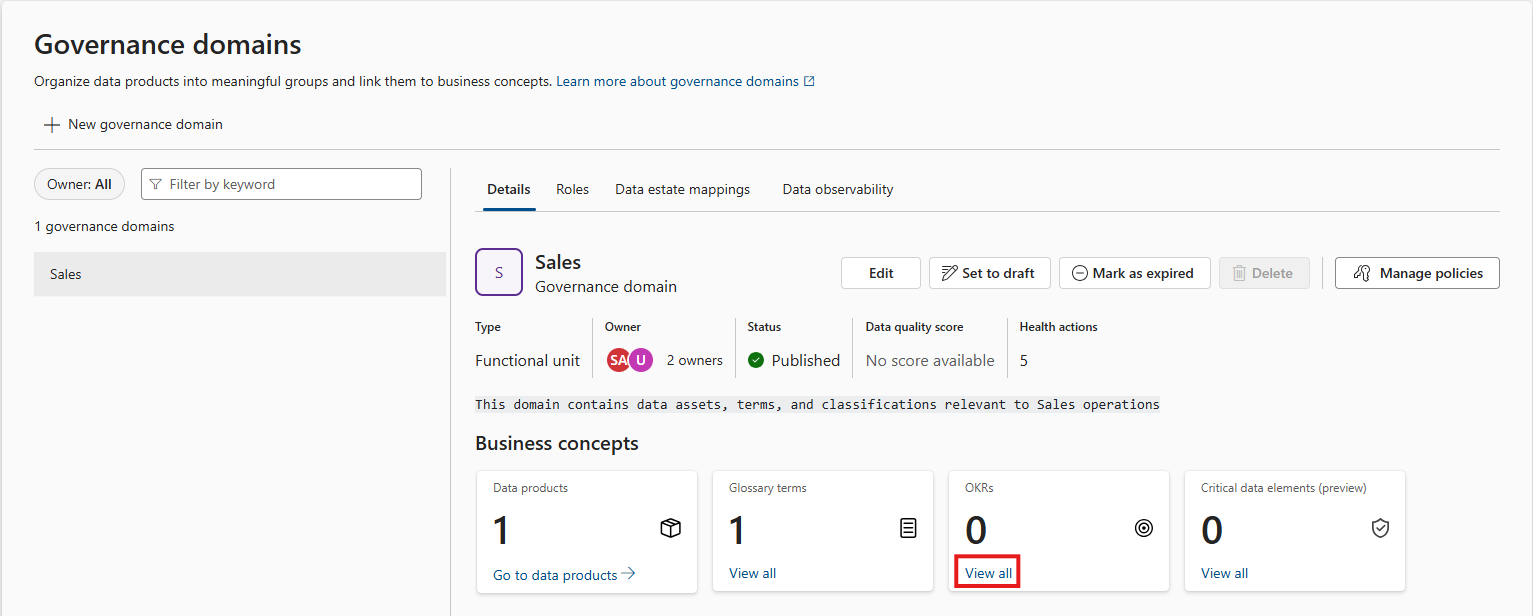 Governance domains
Organize data products into meaningful groups and link them to business concepts. Learn more about governance domains
New governance domain
Owner: All
Filter by keyword
1 governance domains
Sales
Details Roles Data estate mappings Data observability
S
Sales
Governance domain
Edit Set to draft Mark as expired Delete Manage policies
Type Owner Status Data quality score Health actions
Functional unit SA U 2 owners Published No score available 5
This domain contains data assets, terms, and classifications relevant to Sales operations
Business concepts
Data products
1
Go to data products
Glossary terms
1
View all
OKRs
0
View all
Critical data elements (preview)
0
View all